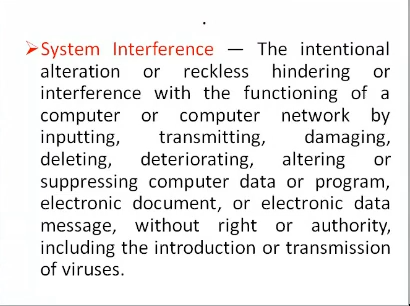 .
➢System Interference — The intentional
alteration or reckless hindering or
interference with the functioning of a
computer or computer network by
inputting, transmitting, damaging,
deleting, deteriorating, altering or
suppressing computer data or program,
electronic document, or electronic data
message, without right or authority,
including the introduction or transmission
of viruses.